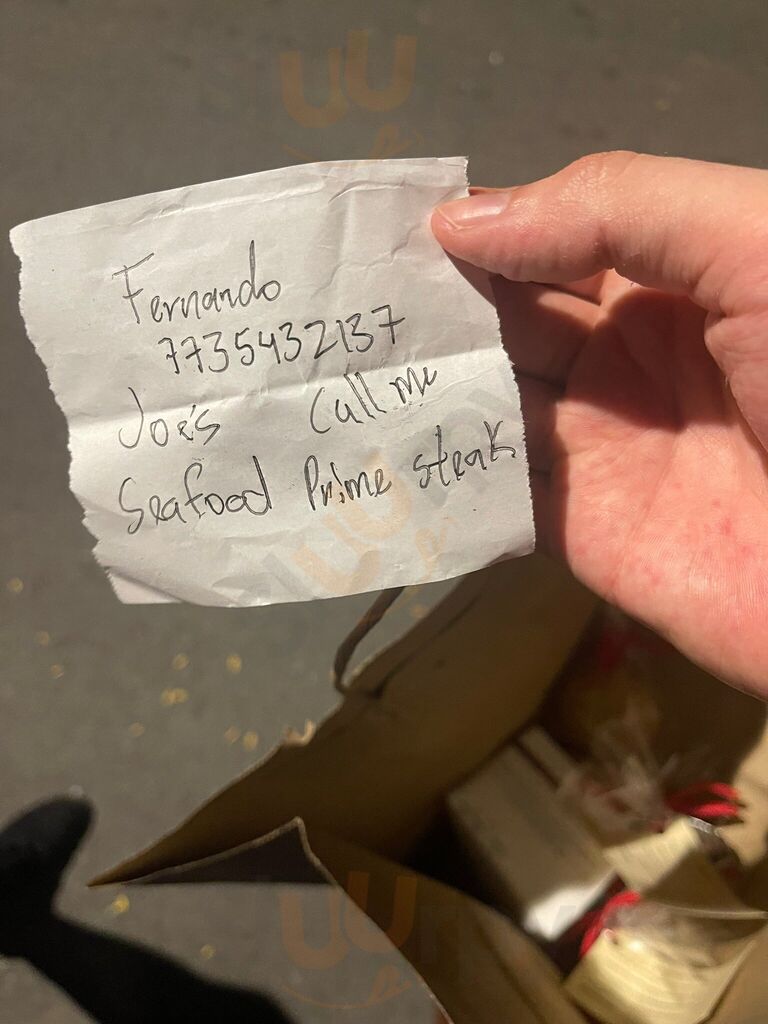 Fernando
7735432137
Joe's Call me
Seafood Prime steak